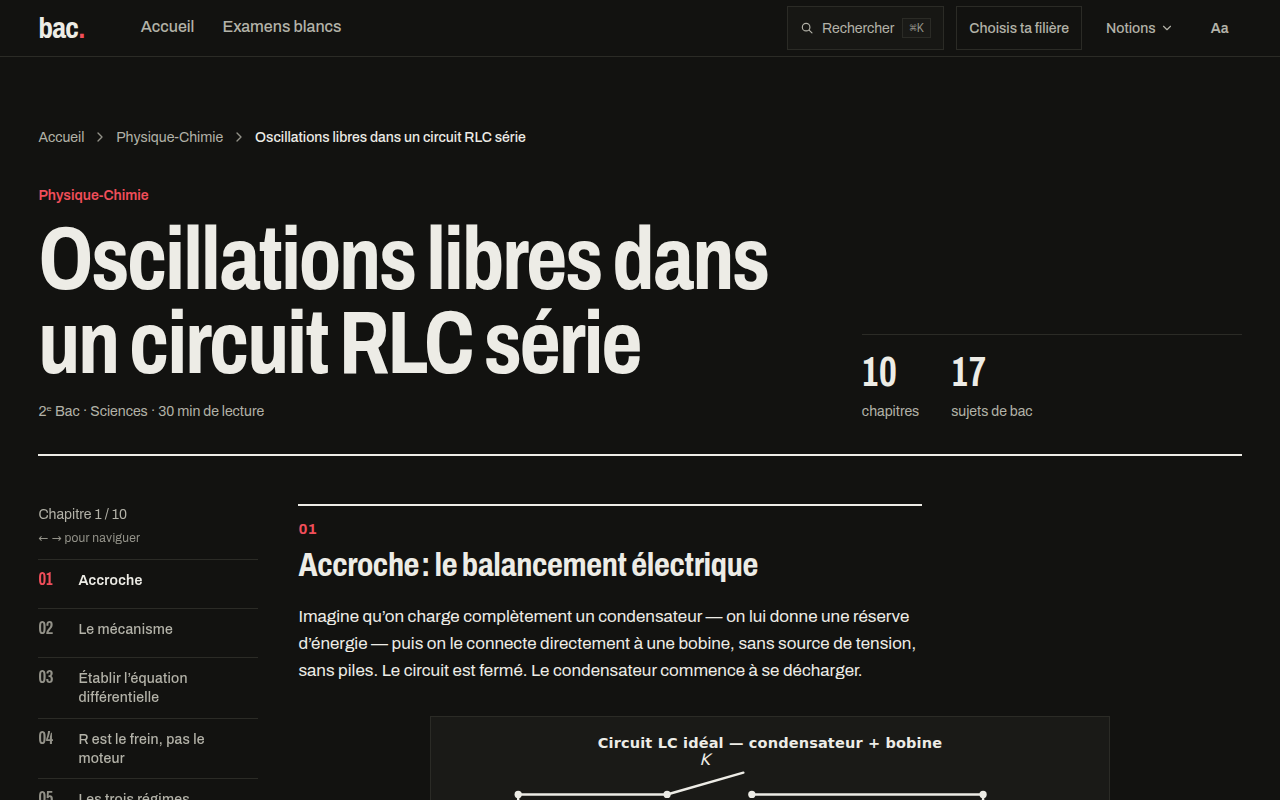 bac.
Accueil
Examens blancs
Rechercher ⌘K
Choisis ta filière
Notions
Aa
Accueil > Physique-Chimie > Oscillations libres dans un circuit RLC série
Physique-Chimie
Oscillations libres dans
un circuit RLC série
2ᵉ Bac · Sciences · 30 min de lecture
10
chapitres
17
sujets de bac
Chapitre 1 / 10
← → pour naviguer
01 Accroche
02 Le mécanisme
03 Établir l’équation
différentielle
04 R est le frein, pas le
moteur
05 Les trois régimes
01
Accroche : le balancement électrique
Imagine qu’on charge complètement un condensateur — on lui donne une réserve
d’énergie — puis on le connecte directement à une bobine, sans source de tension,
sans piles. Le circuit est fermé. Le condensateur commence à se décharger.
Circuit LC idéal — condensateur + bobine
K